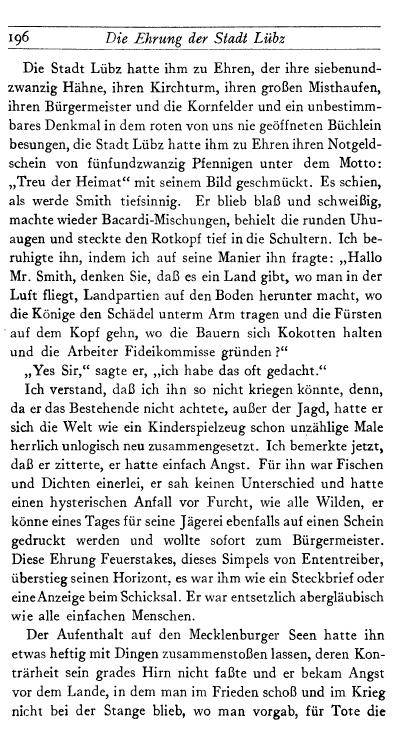 196 Die Ehrung der Stadt Lübz
Die Stadt Lübz hatte ihm zu Ehren, der ihre siebenund-
zwanzig Hähne, ihren Kirchturm, ihren großen Misthaufen,
ihren Bürgermeister und die Kornfelder und ein unbestimm-
bares Denkmal in dem roten von uns nie geöffneten Büchlein
besungen, die Stadt Lübz hatte ihm zu Ehren ihren Notgeld-
schein von fünfundzwanzig Pfennigen unter dem Motto:
„Treu der Heimat“ mit seinem Bild geschmückt. Es schien,
als werde Smith tiefsinnig. Er blieb blaß und schweißig,
machte wieder Bacardi-Mischungen, behielt die runden Uhu-
augen und steckte den Rotkopf tief in die Schultern. Ich be-
ruhigte ihn, indem ich auf seine Manier ihn fragte: „Hallo
Mr. Smith, denken Sie, daß es ein Land gibt, wo man in der
Luft fliegt, Landpartien auf den Boden herunter macht, wo
die Könige den Schädel unterm Arm tragen und die Fürsten
auf dem Kopf gehn, wo die Bauern sich Kokotten halten
und die Arbeiter Fideikommisse gründen?“
„Yes Sir,“ sagte er, „ich habe das oft gedacht.“
Ich verstand, daß ich ihn so nicht kriegen könnte, denn,
da er das Bestehende nicht achtete, außer der Jagd, hatte er
sich die Welt wie ein Kinderspielzeug schon unzählige Male
herrlich unlogisch neu zusammengesetzt. Ich bemerkte jetzt,
daß er zitterte, er hatte einfach Angst. Für ihn war Fischen
und Dichten einerlei, er sah keinen Unterschied und hatte
einen hysterischen Anfall vor Furcht, wie alle Wilden, er
könne eines Tages für seine Jägerei ebenfalls auf einen Schein
gedruckt werden und wollte sofort zum Bürgermeister.
Diese Ehrung Feuerstakes, dieses Simpels von Ententreiber,
überstieg seinen Horizont, es war ihm wie ein Steckbrief oder
eine Anzeige beim Schicksal. Er war entsetzlich abergläubisch
wie alle einfachen Menschen.
Der Aufenthalt auf den Mecklenburger Seen hatte ihn
etwas heftig mit Dingen zusammenstoßen lassen, deren Kon-
trärheit sein grades Hirn nicht faßte und er bekam Angst
vor dem Lande, in dem man im Frieden schoß und im Krieg
nicht bei der Stange blieb, wo man vorgab, für Tote die